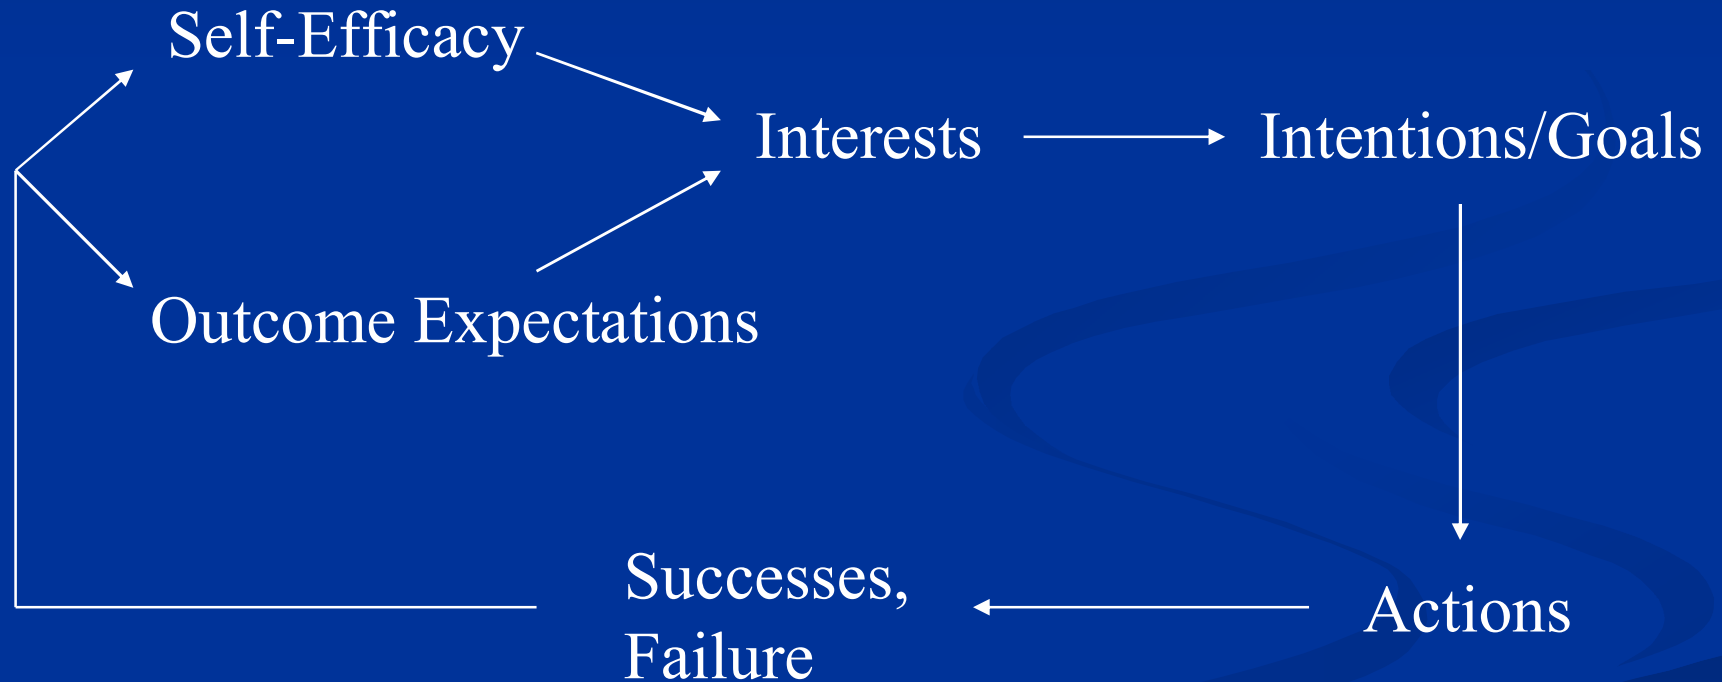 Self-Efficacy
Interests
Intentions/Goals
Outcome Expectations
Successes,
Failure
Actions